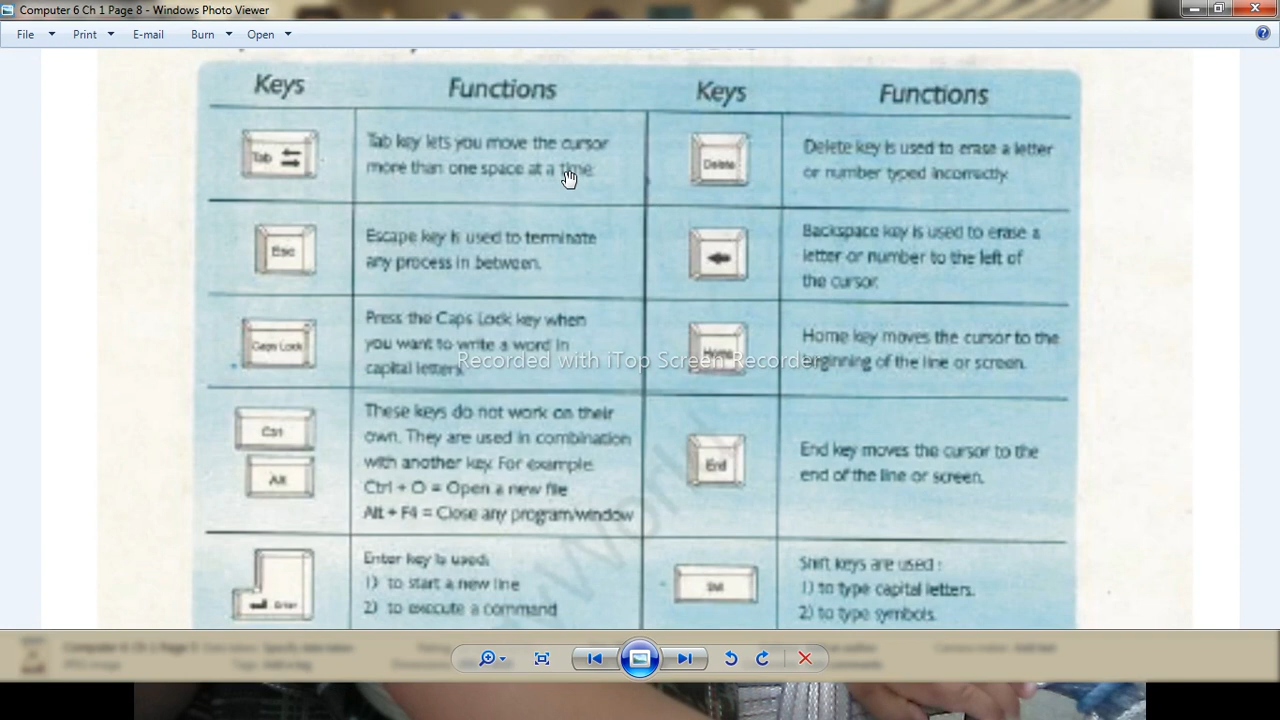 Computer 6 Ch 1 Page 8 - Windows Photo Viewer
File Print E-mail Burn Open
Keys Functions Keys Functions
Tab
Tab key lets you move the cursor
more than one space at a time.
Delete
Delete key is used to erase a letter
or number typed incorrectly.
Esc
Escape key is used to terminate
any process in between.
Backspace key is used to erase a
letter or number to the left of
the cursor.
Caps Lock
Press the Caps Lock key when
you want to write a word in
capital letters.
Home
Home key moves the cursor to the
beginning of the line or screen.
Recorded with iTop Screen Recorder
Ctrl
Alt
These keys do not work on their
own. They are used in combination
with another key. For example:
Ctrl + O = Open a new file
Alt + F4 = Close any program/window
End
End key moves the cursor to the
end of the line or screen.
Enter
Enter key is used:
1) to start a new line
2) to execute a command
Shift
Shift keys are used :
1) to type capital letters.
2) to type symbols.